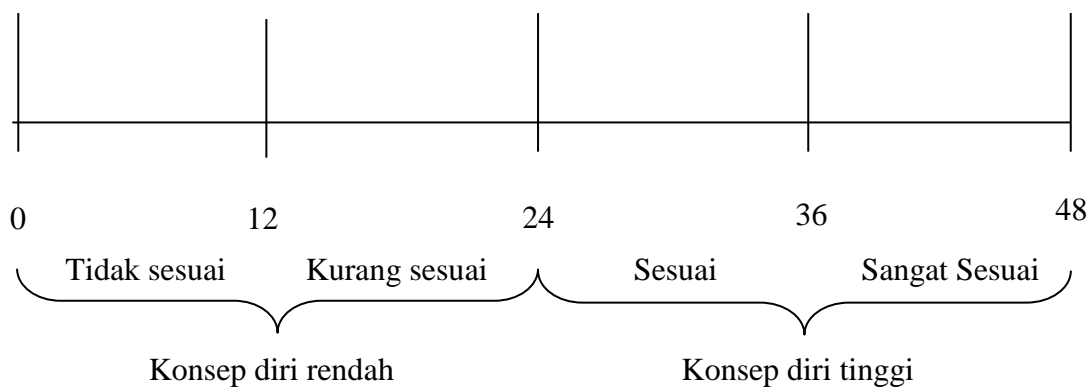 0 12 24 36 48
Tidak sesuai Kurang sesuai Sesuai Sangat Sesuai
Konsep diri rendah Konsep diri tinggi